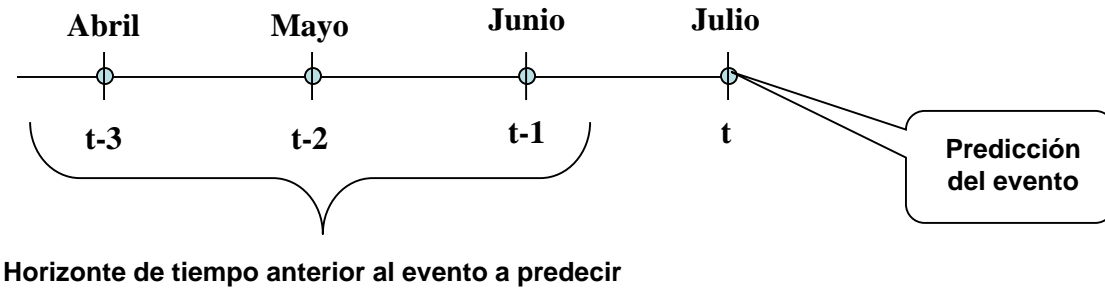 Abril Mayo Junio Julio
t-3 t-2 t-1 t
Predicción
del evento
Horizonte de tiempo anterior al evento a predecir